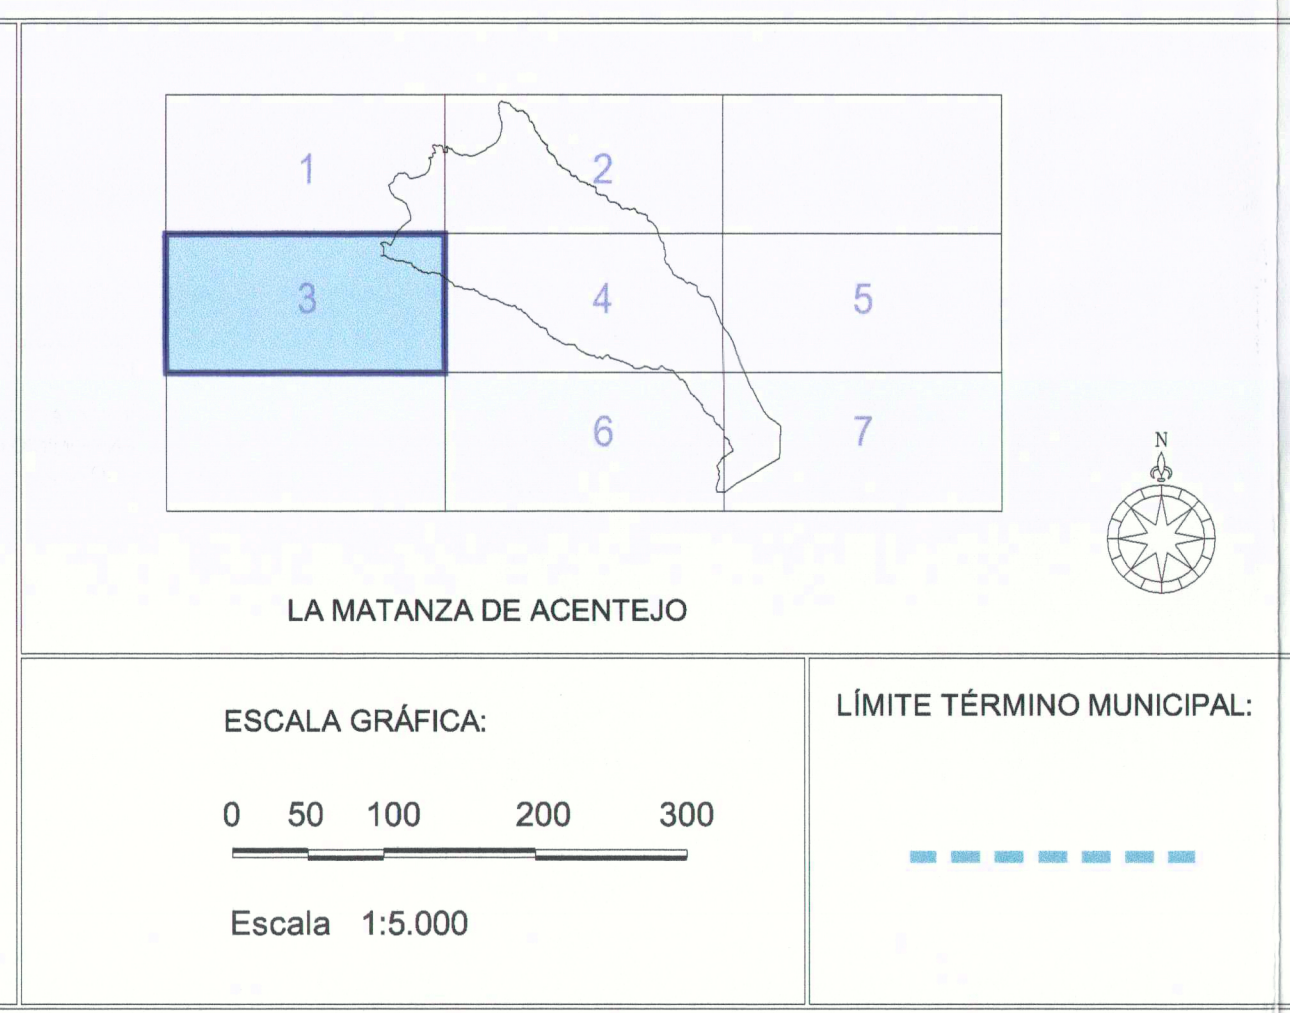 1
2
3
4
5
6
7
N
LA MATANZA DE ACENTEJO
ESCALA GRÁFICA:
0 50 100 200 300
Escala 1:5.000
LÍMITE TÉRMINO MUNICIPAL: